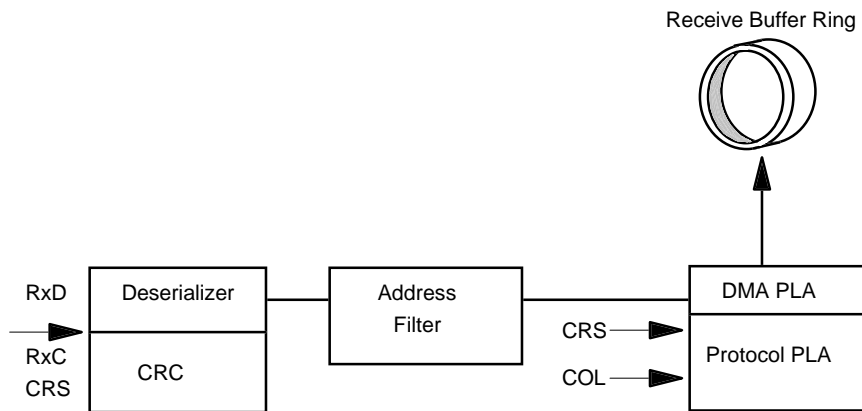 Receive Buffer Ring
RxD
Deserializer
Address
Filter
DMA PLA
CRS
Protocol PLA
RxC
CRS
CRC
COL